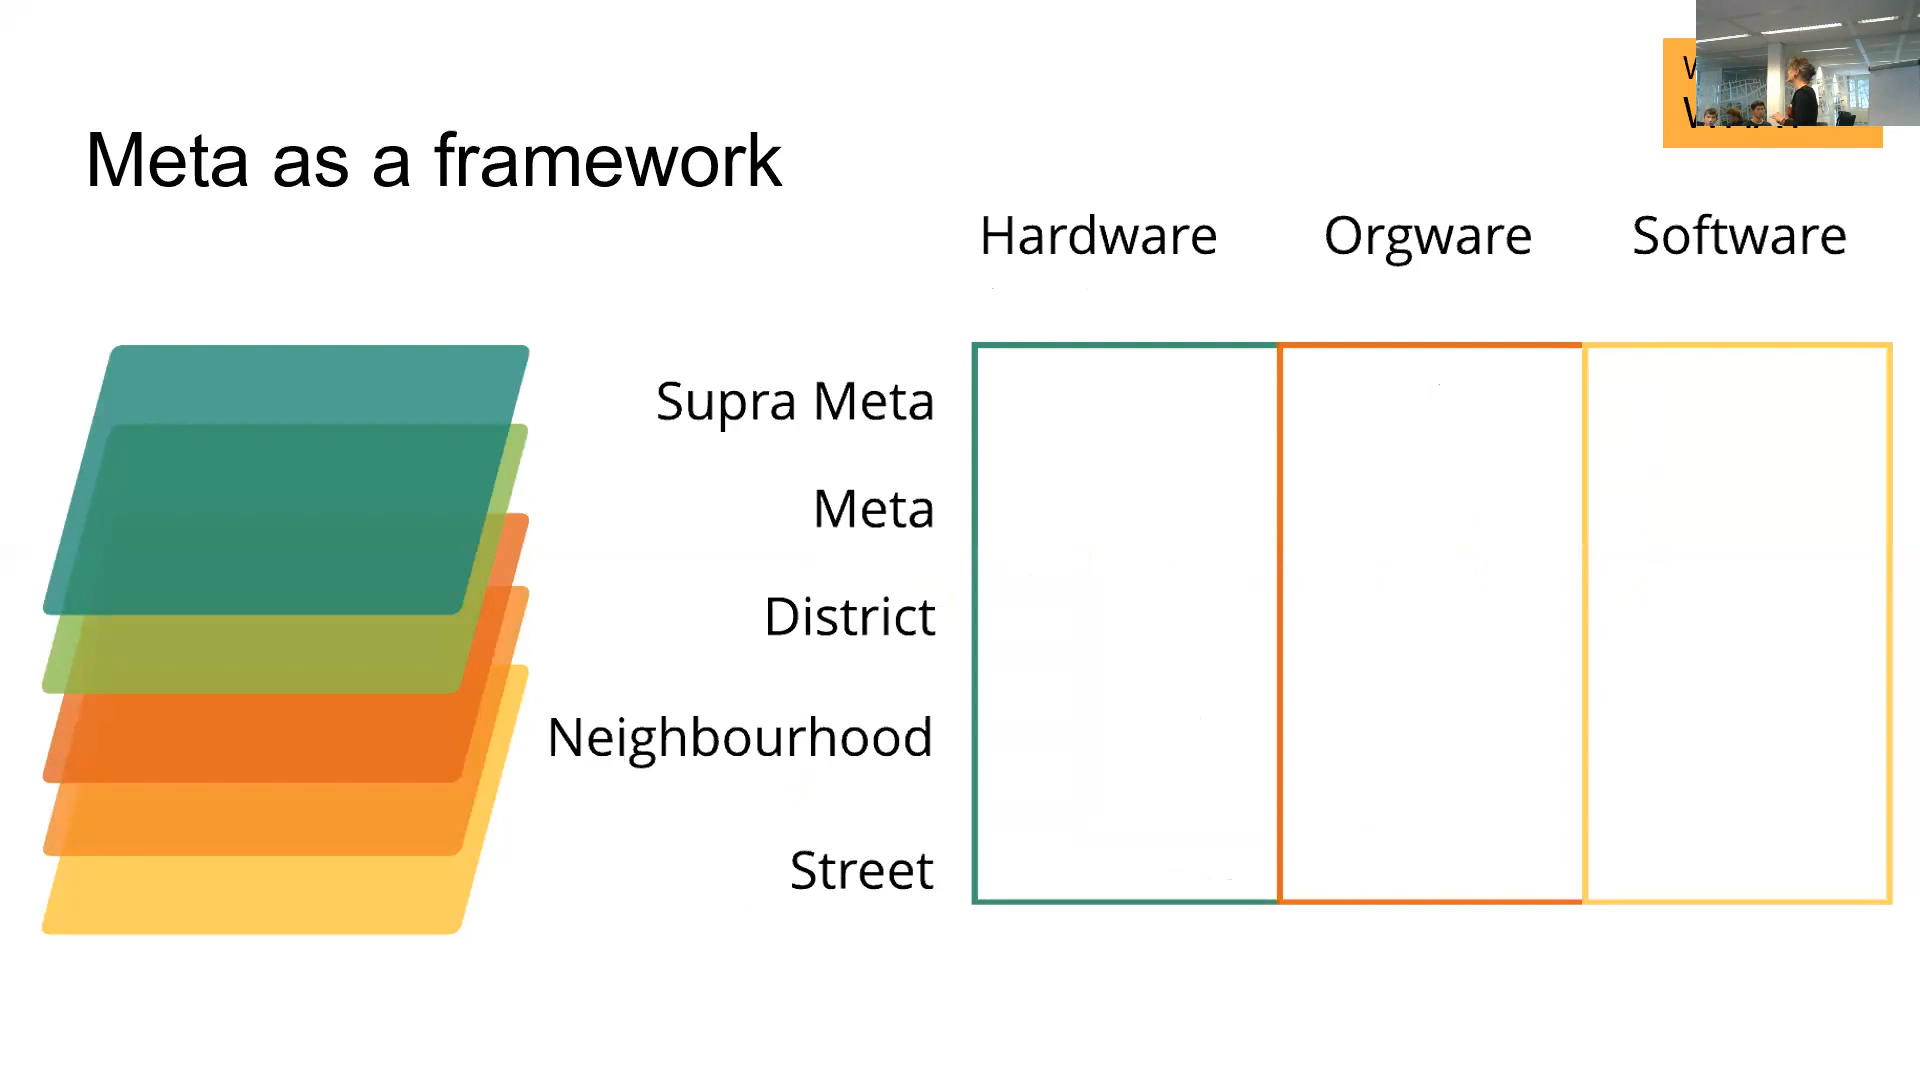 Meta as a framework
Hardware Orgware Software
Supra Meta
Meta
District
Neighbourhood
Street